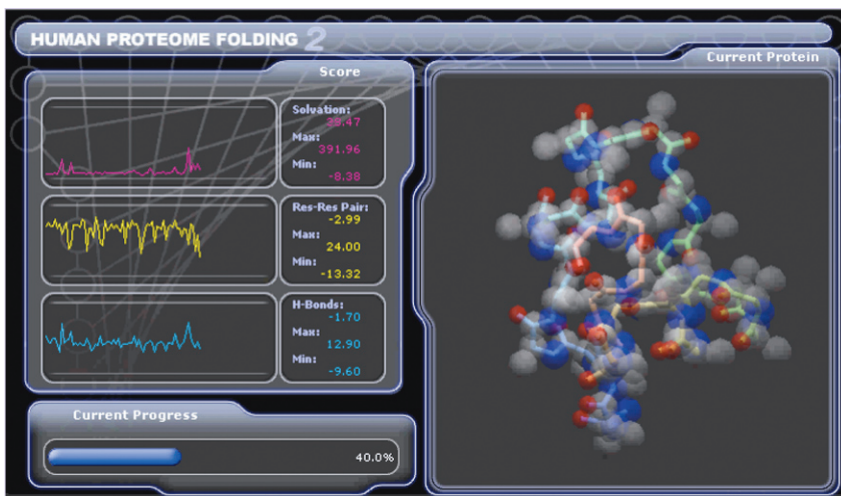 HUMAN PROTEOME FOLDING 2
Score
Solvation:
39.47
Max:
391.96
Min:
-8.38
Res-Res Pair:
-2.99
Max:
24.00
Min:
-13.32
H-Bonds:
-1.70
Max:
12.90
Min:
-9.60
Current Progress
40.0%
Current Protein